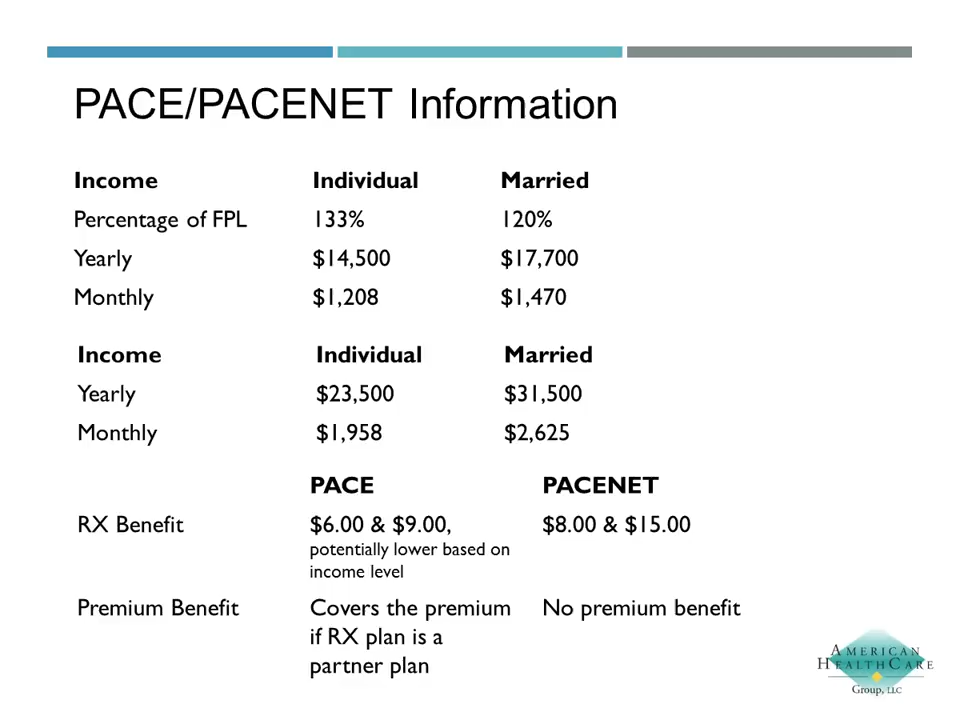 PACE/PACENET Information
Income Individual Married
Percentage of FPL 133% 120%
Yearly $14,500 $17,700
Monthly $1,208 $1,470
Income Individual Married
Yearly $23,500 $31,500
Monthly $1,958 $2,625
PACE PACENET
RX Benefit $6.00 & $9.00, $8.00 & $15.00
potentially lower based on
income level
Premium Benefit Covers the premium No premium benefit
if RX plan is a
partner plan
AMERICAN
HEALTHCARE
Group, LLC